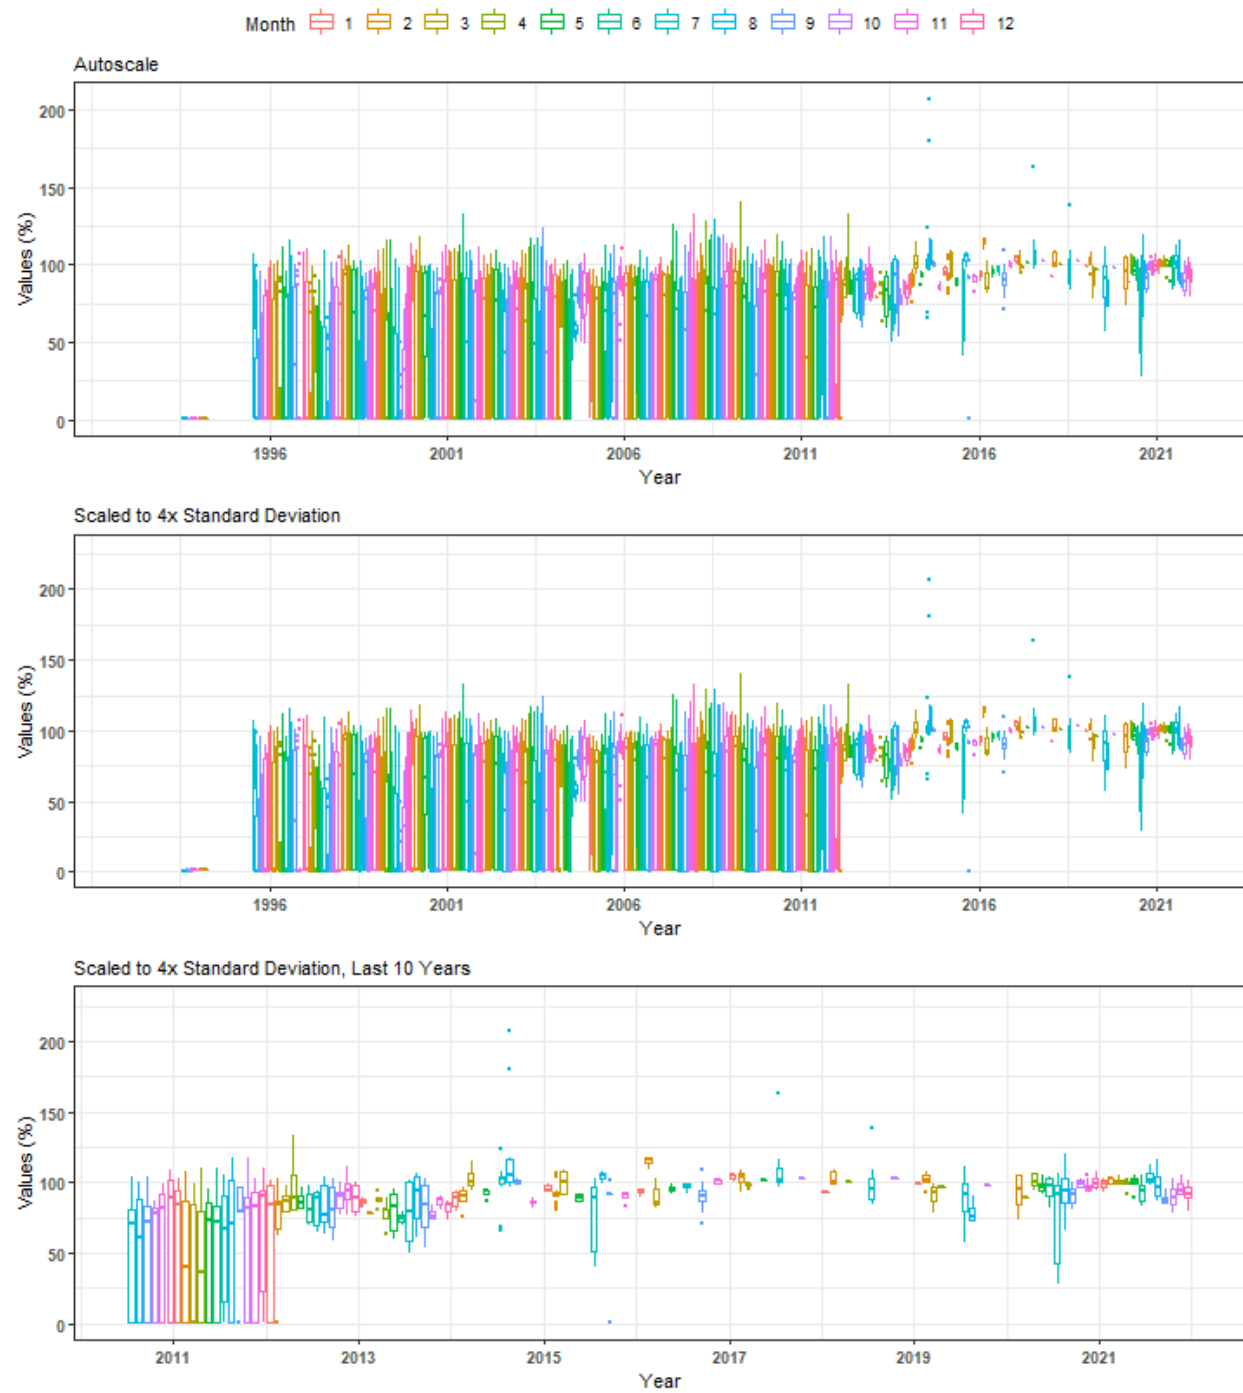 Month 1 2 3 4 5 6 7 8 9 10 11 12
Autoscale
200
150
100
50
0
Values (%)
1996 2001 2006 2011 2016 2021
Year
Scaled to 4x Standard Deviation
200
150
100
50
0
Values (%)
1996 2001 2006 2011 2016 2021
Year
Scaled to 4x Standard Deviation, Last 10 Years
200
150
100
50
0
Values (%)
2011 2013 2015 2017 2019 2021
Year